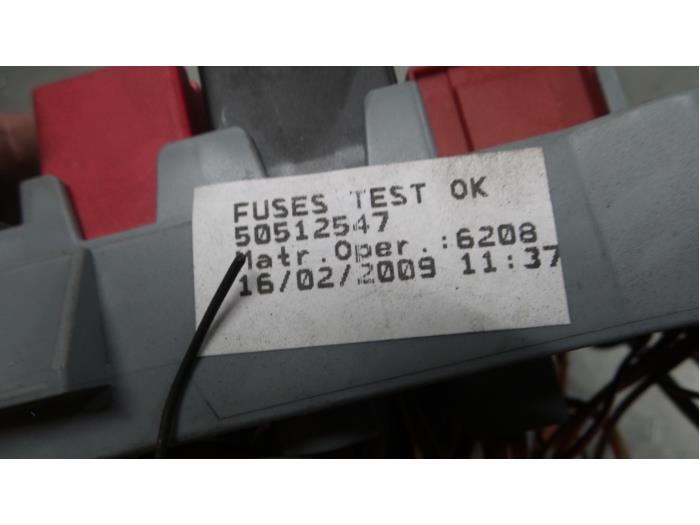 FUSES TEST OK
50512547
Matr.Oper.:6208
16/02/2009 11:37